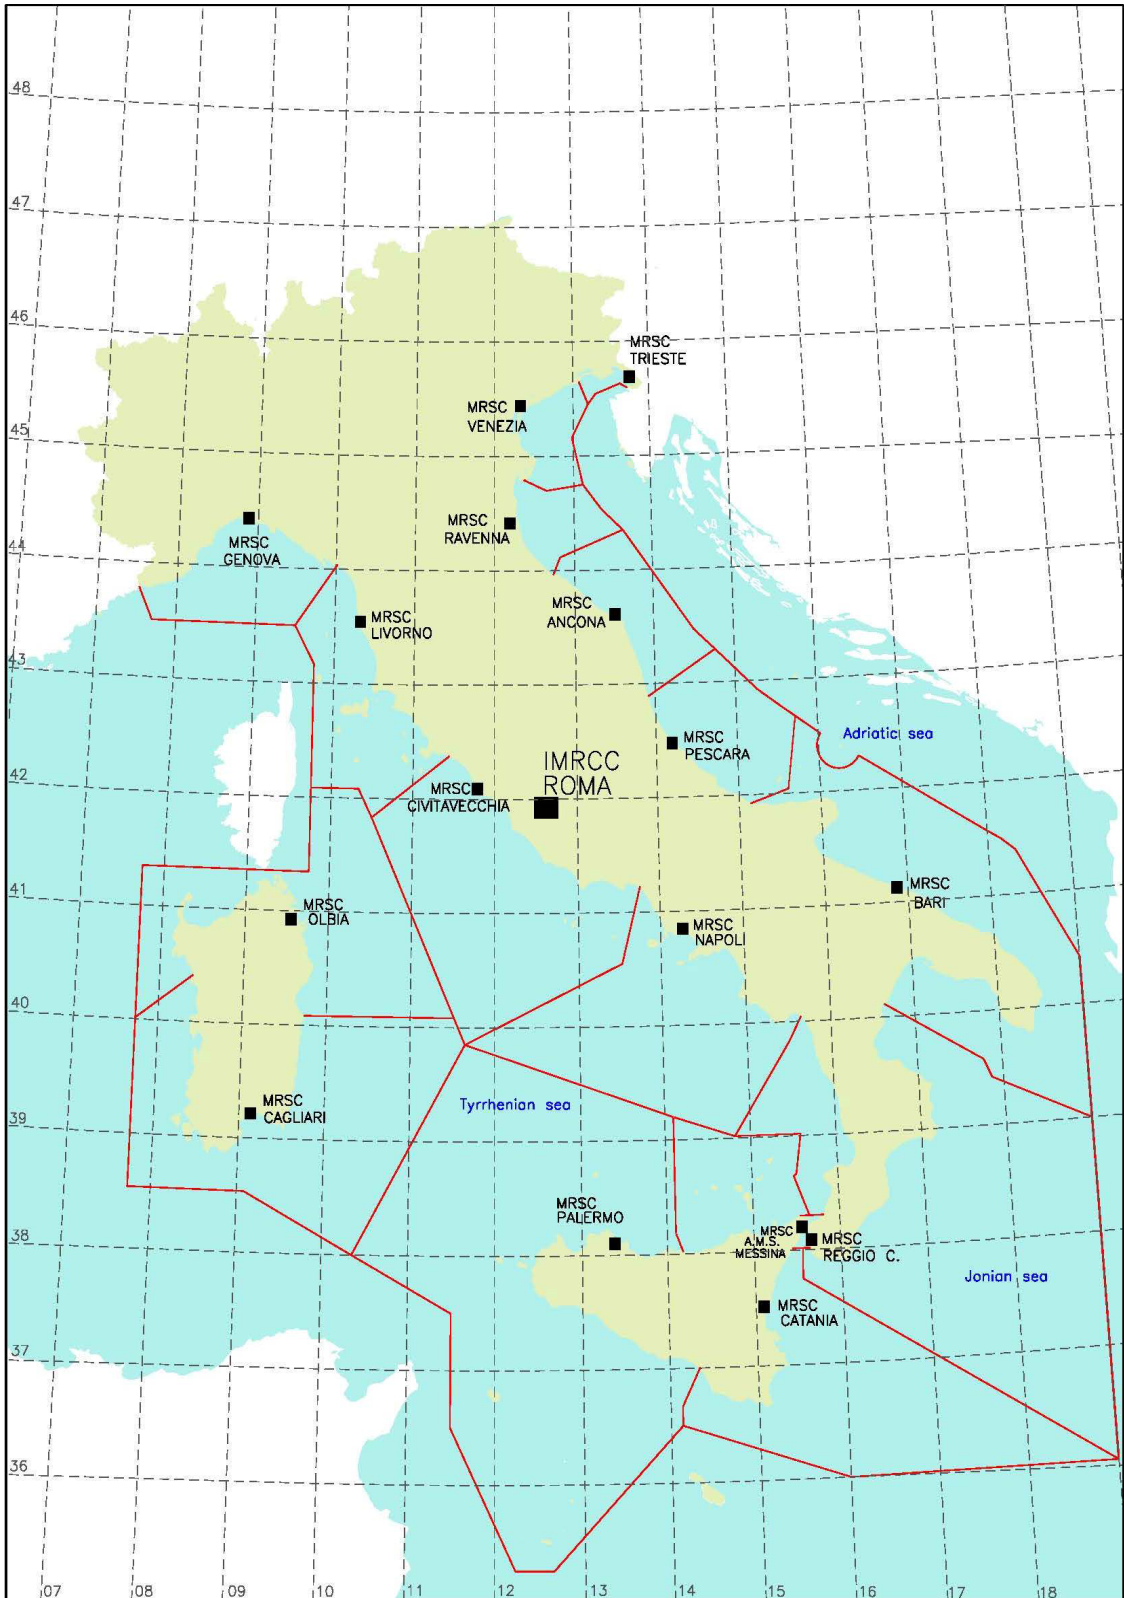 48
47
46
MRSC
TRIESTE
MRSC
VENEZIA
45
MRSC
RAVENNA
MRSC
GENOVA
44
MRSC
ANCONA
MRSC
LIVORNO
43
Adriatic sea
MRSC
PESCARA
IMRCC
ROMA
42
MRSC
CIVITAVECCHIA
41
MRSC
BARI
MRSC
OLBIA
MRSC
NAPOLI
40
Tyrrhenian sea
MRSC
CAGLIARI
39
MRSC
PALERMO
MRSC
A.M.S.
MESSINA
MRSC
REGGIO C.
38
Jonian sea
MRSC
CATANIA
37
36
07 08 09 10 11 12 13 14 15 16 17 18